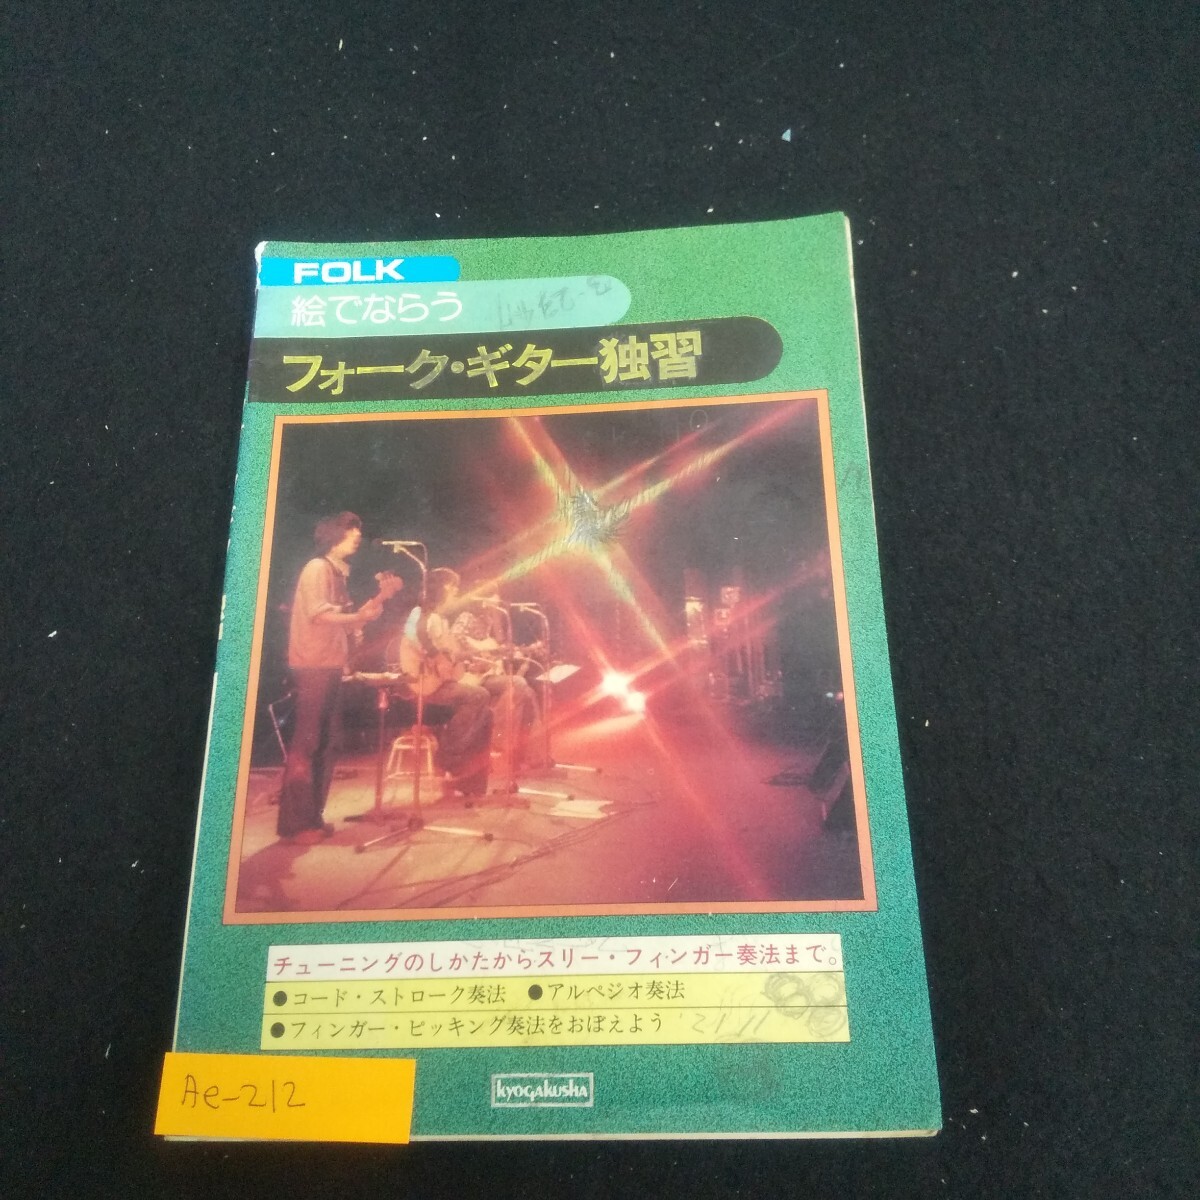 FOLK
絵でならう
フォーク・ギター独習
チューニングのしかたからスリー・フィンガー奏法まで。
●コード・ストローク奏法 ●アルペジオ奏法
●フィンガー・ピッキング奏法をおぼえよう
KYOGAKUSHA
Ae-212